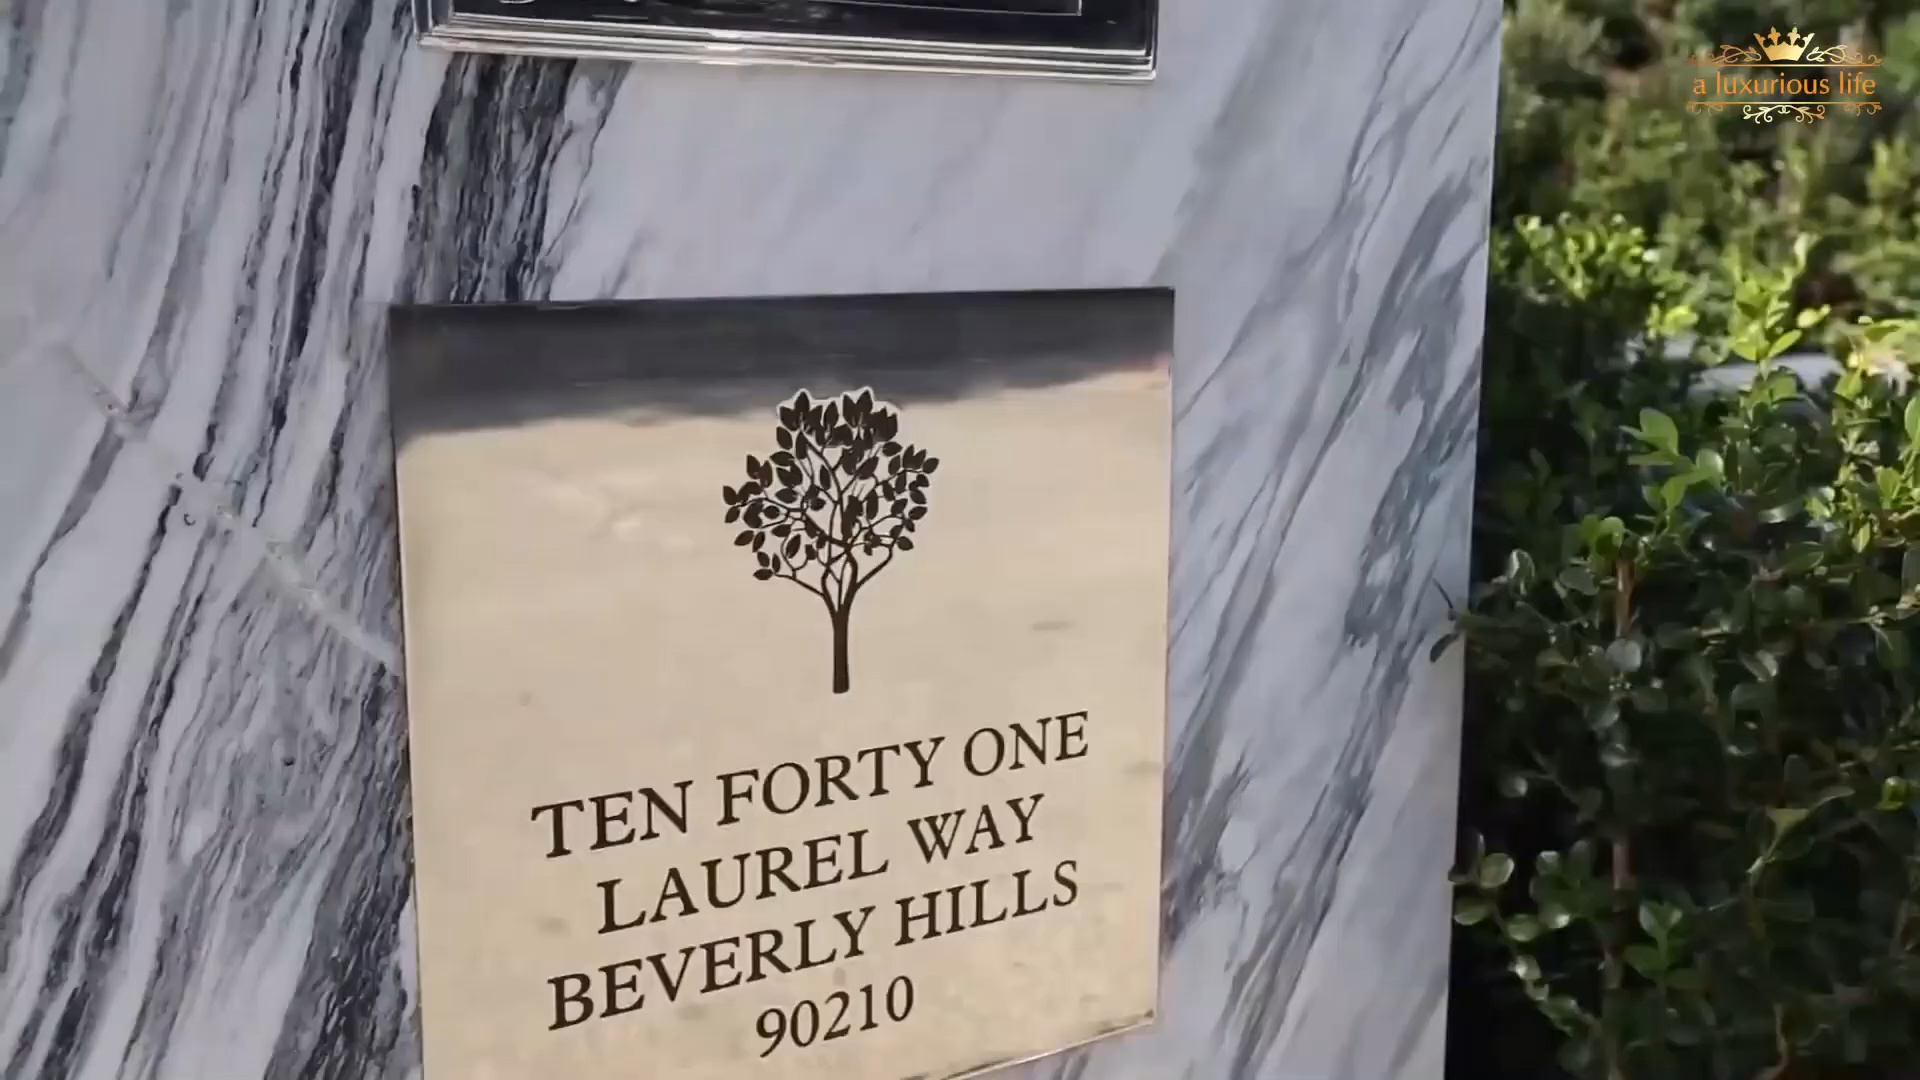 a luxurious life
TEN FORTY ONE
LAUREL WAY
BEVERLY HILLS
90210